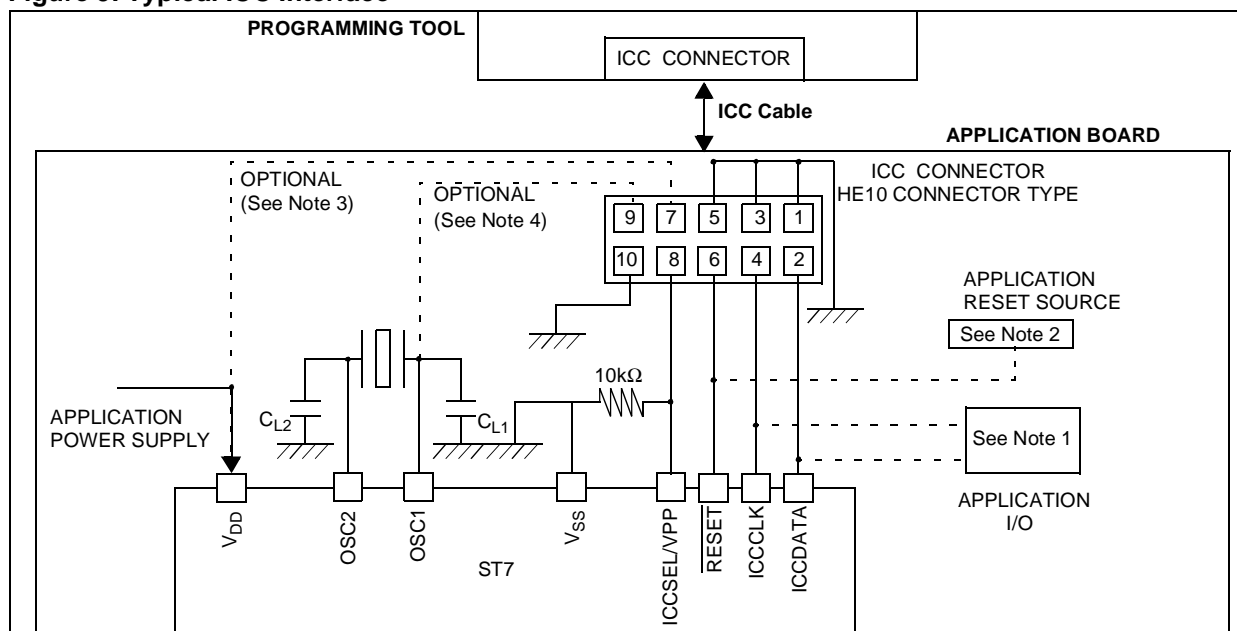 PROGRAMMING TOOL
ICC CONNECTOR
ICC Cable
APPLICATION BOARD
OPTIONAL
(See Note 3)
OPTIONAL
(See Note 4)
ICC CONNECTOR
HE10 CONNECTOR TYPE
9 7 5 3 1
10 8 6 4 2
APPLICATION
RESET SOURCE
See Note 2
10kΩ
APPLICATION
POWER SUPPLY
CL2
CL1
See Note 1
APPLICATION
I/O
VDD
OSC2
OSC1
VSS
ICCSEL/VPP
RESET
ICCCLK
ICCDATA
ST7